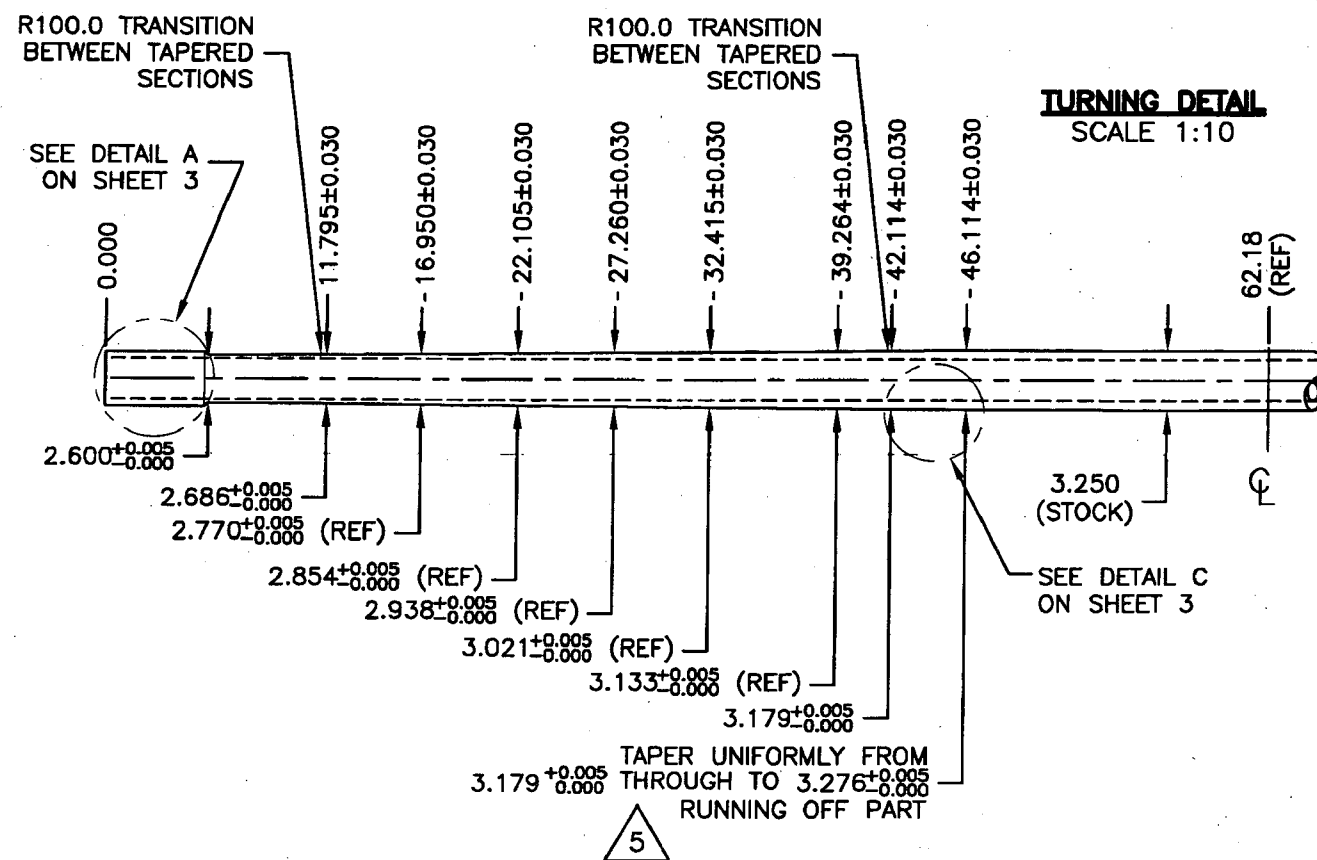 R100.0 TRANSITION
BETWEEN TAPERED
SECTIONS
R100.0 TRANSITION
BETWEEN TAPERED
SECTIONS
TURNING DETAIL
SCALE 1:10
SEE DETAIL A
ON SHEET 3
0.000
11.795±0.030
16.950±0.030
22.105±0.030
27.260±0.030
32.415±0.030
39.264±0.030
42.114±0.030
46.114±0.030
62.18
(REF)
2.600+0.005
-0.000
2.686+0.005
-0.000
2.770+0.005
-0.000 (REF)
2.854+0.005
-0.000 (REF)
2.938+0.005
-0.000 (REF)
3.021+0.005
-0.000 (REF)
3.133+0.005
-0.000 (REF)
3.179+0.005
-0.000
3.250
(STOCK)
℄
SEE DETAIL C
ON SHEET 3
TAPER UNIFORMLY FROM
3.179 +0.005
0.000 THROUGH TO 3.276+0.005
-0.000
RUNNING OFF PART
5